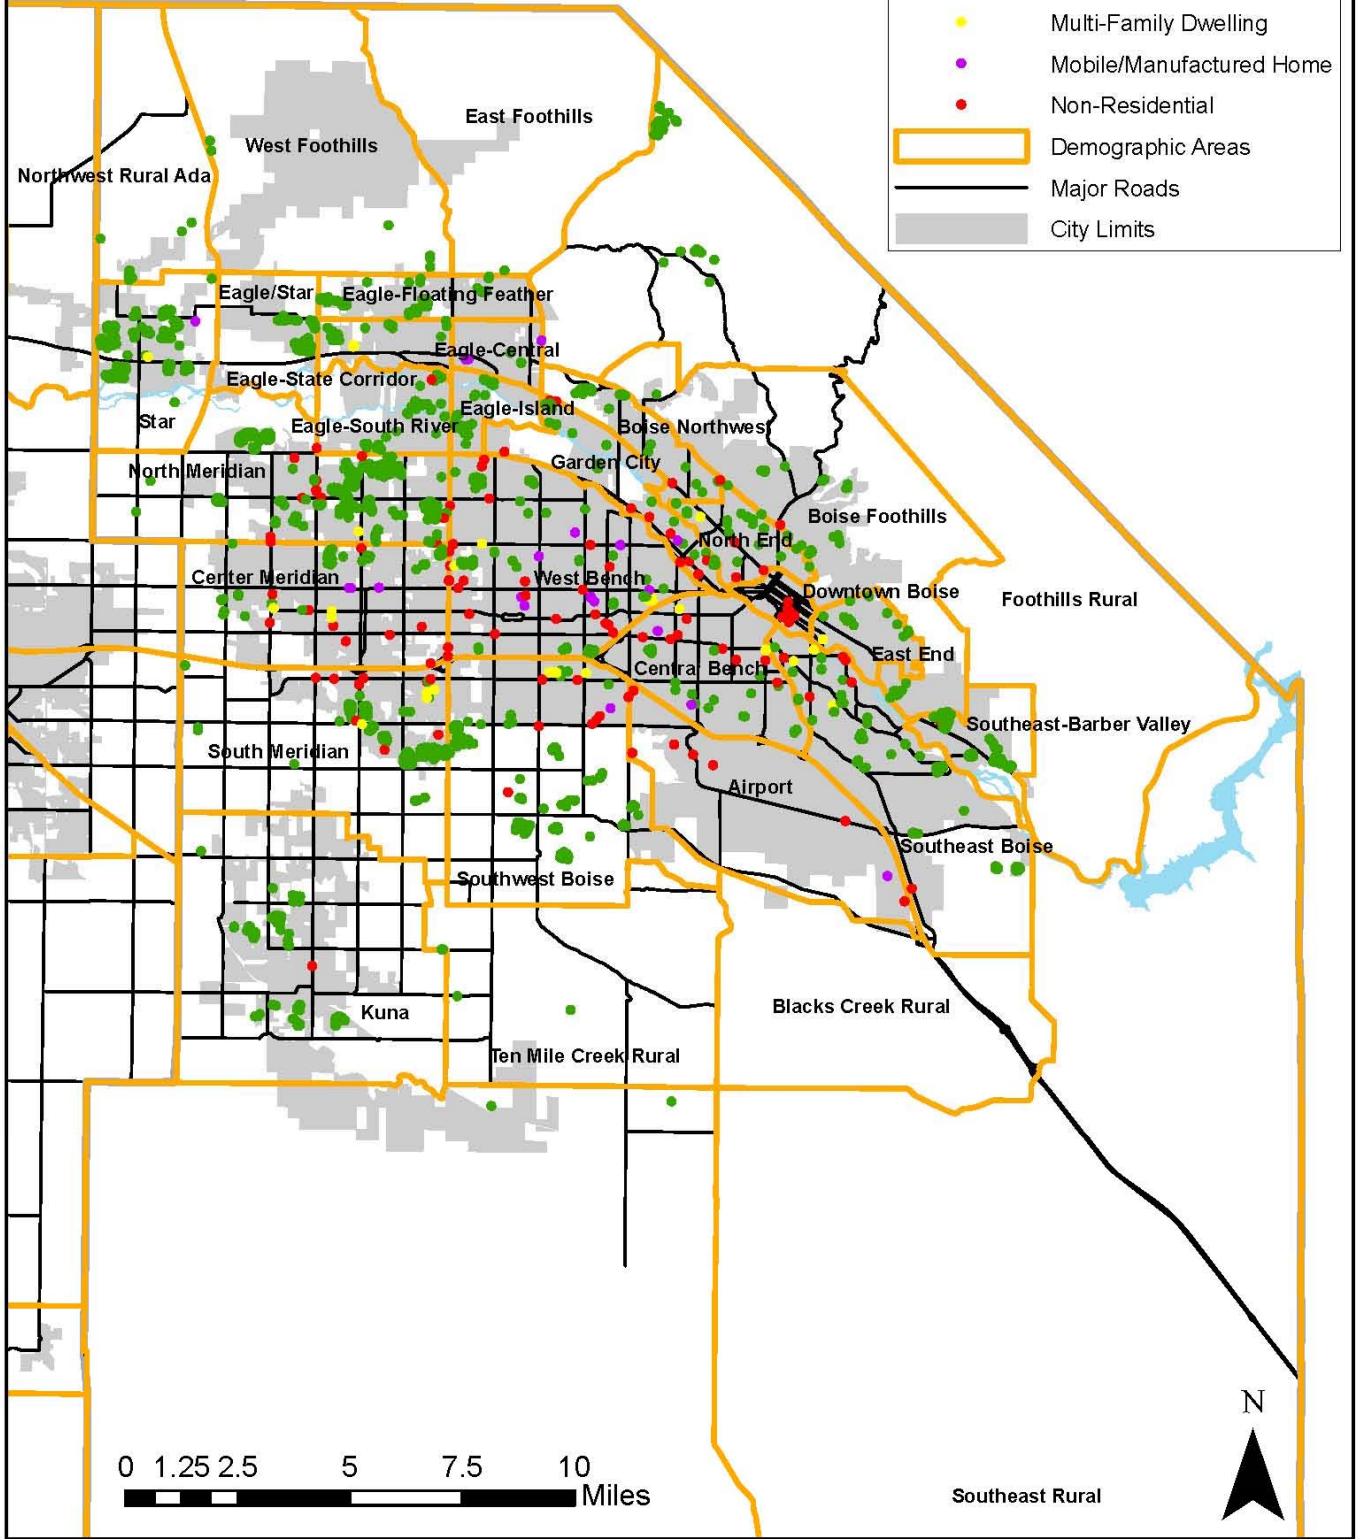 Multi-Family Dwelling
Mobile/Manufactured Home
Non-Residential
Demographic Areas
Major Roads
City Limits
East Foothills
West Foothills
Northwest Rural Ada
Eagle/Star
Eagle-Floating Feather
Eagle-Central
Eagle-State Corridor
Eagle-Island
Star
Eagle-South River
Boise Northwest
Garden City
North Meridian
Boise Foothills
North End
Center Meridian
West Bench
Downtown Boise
Foothills Rural
East End
Central Bench
Southeast-Barber Valley
South Meridian
Airport
Southeast Boise
Southwest Boise
Blacks Creek Rural
Kuna
Ten Mile Creek Rural
N
0 1.25 2.5 5 7.5 10
Miles
Southeast Rural